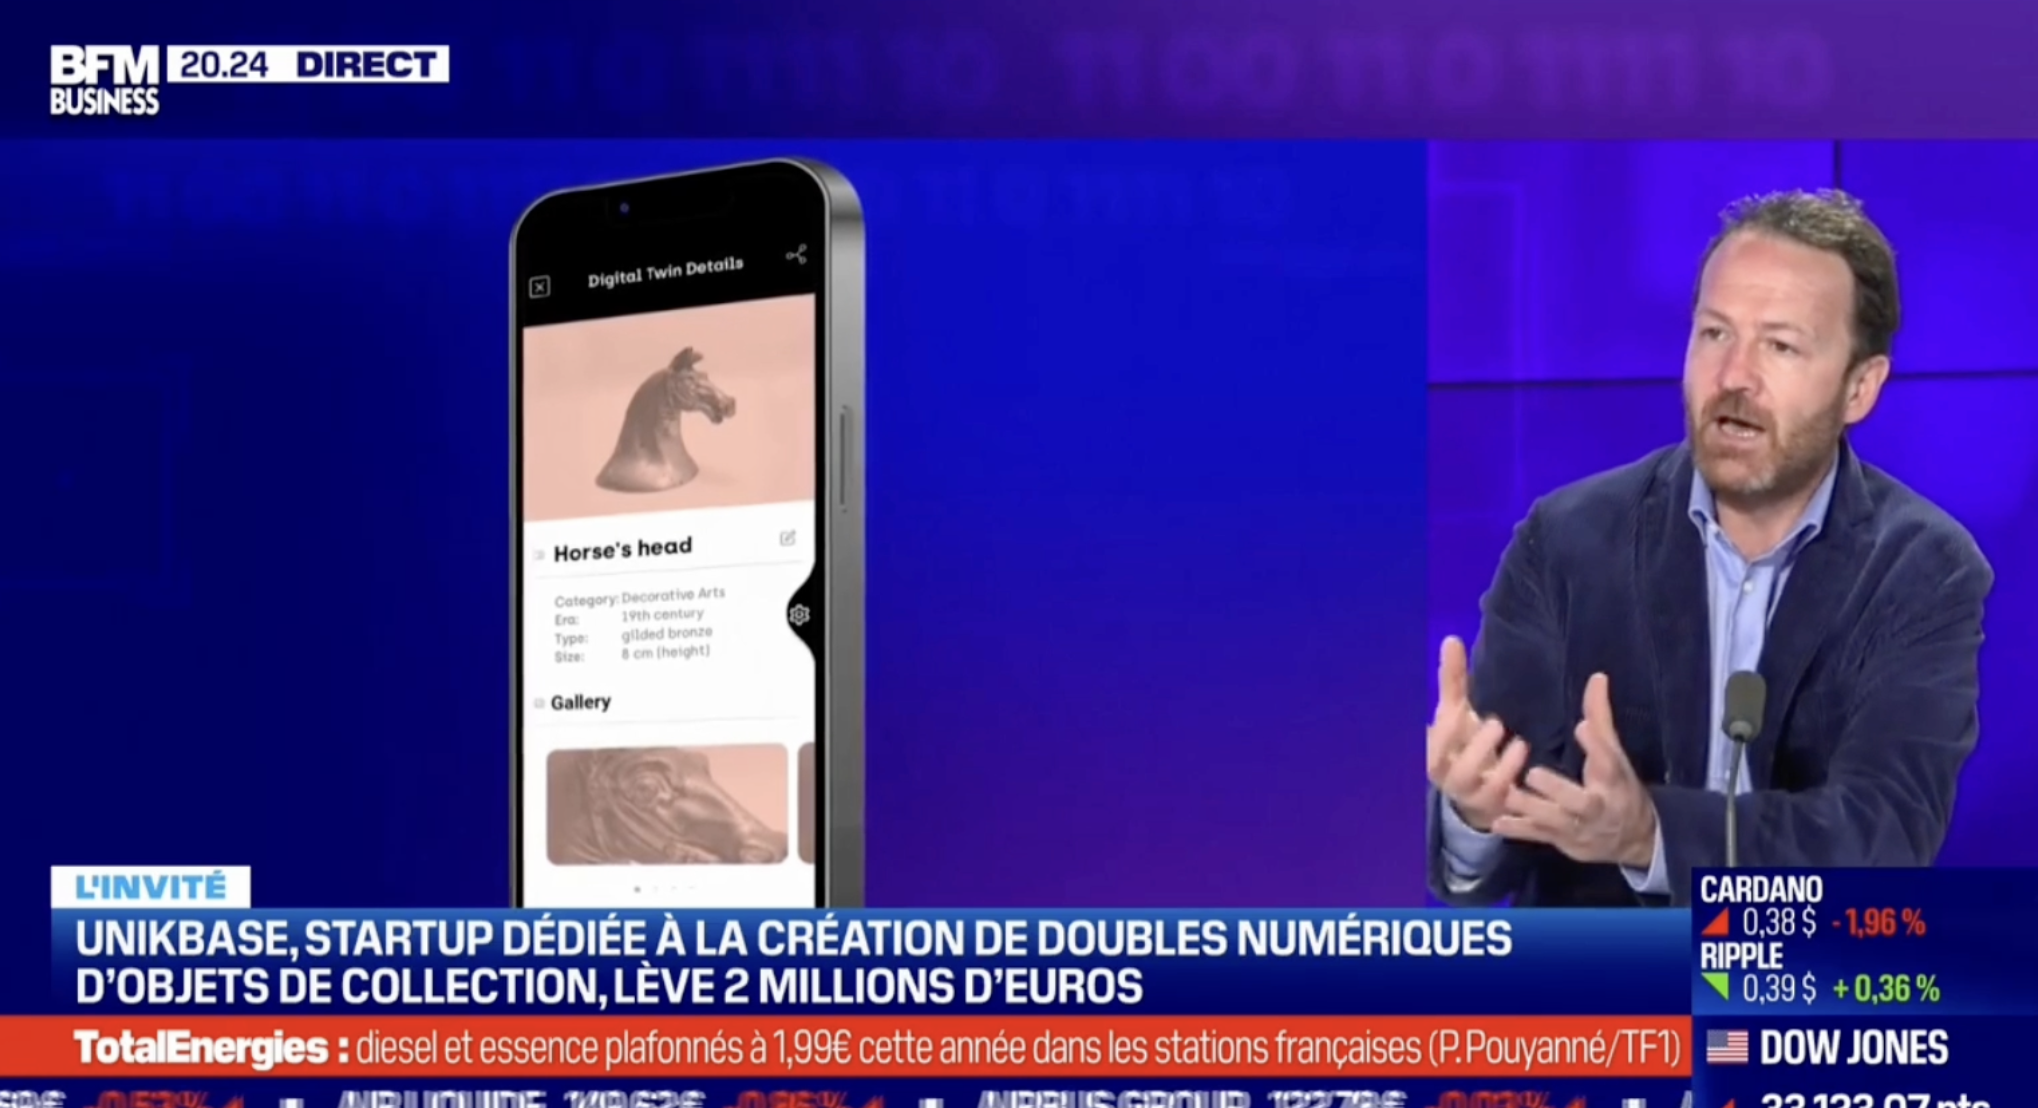 BFM
BUSINESS
20.24 DIRECT
Digital Twin Details
Horse's head
Category: Decorative Arts
Era: 19th century
Type: gilded bronze
Size: 8 cm (height)
Gallery
L'INVITÉ
UNIKBASE, STARTUP DÉDIÉE À LA CRÉATION DE DOUBLES NUMÉRIQUES
D'OBJETS DE COLLECTION, LÈVE 2 MILLIONS D'EUROS
CARDANO
0,38 $ -1,96 %
RIPPLE
0,39 $ +0,36 %
TotalEnergies : diesel et essence plafonnés à 1,99€ cette année dans les stations françaises (P.Pouyanné/TF1)
DOW JONES
AIR LIQUIDE
AIRBUS GROUP